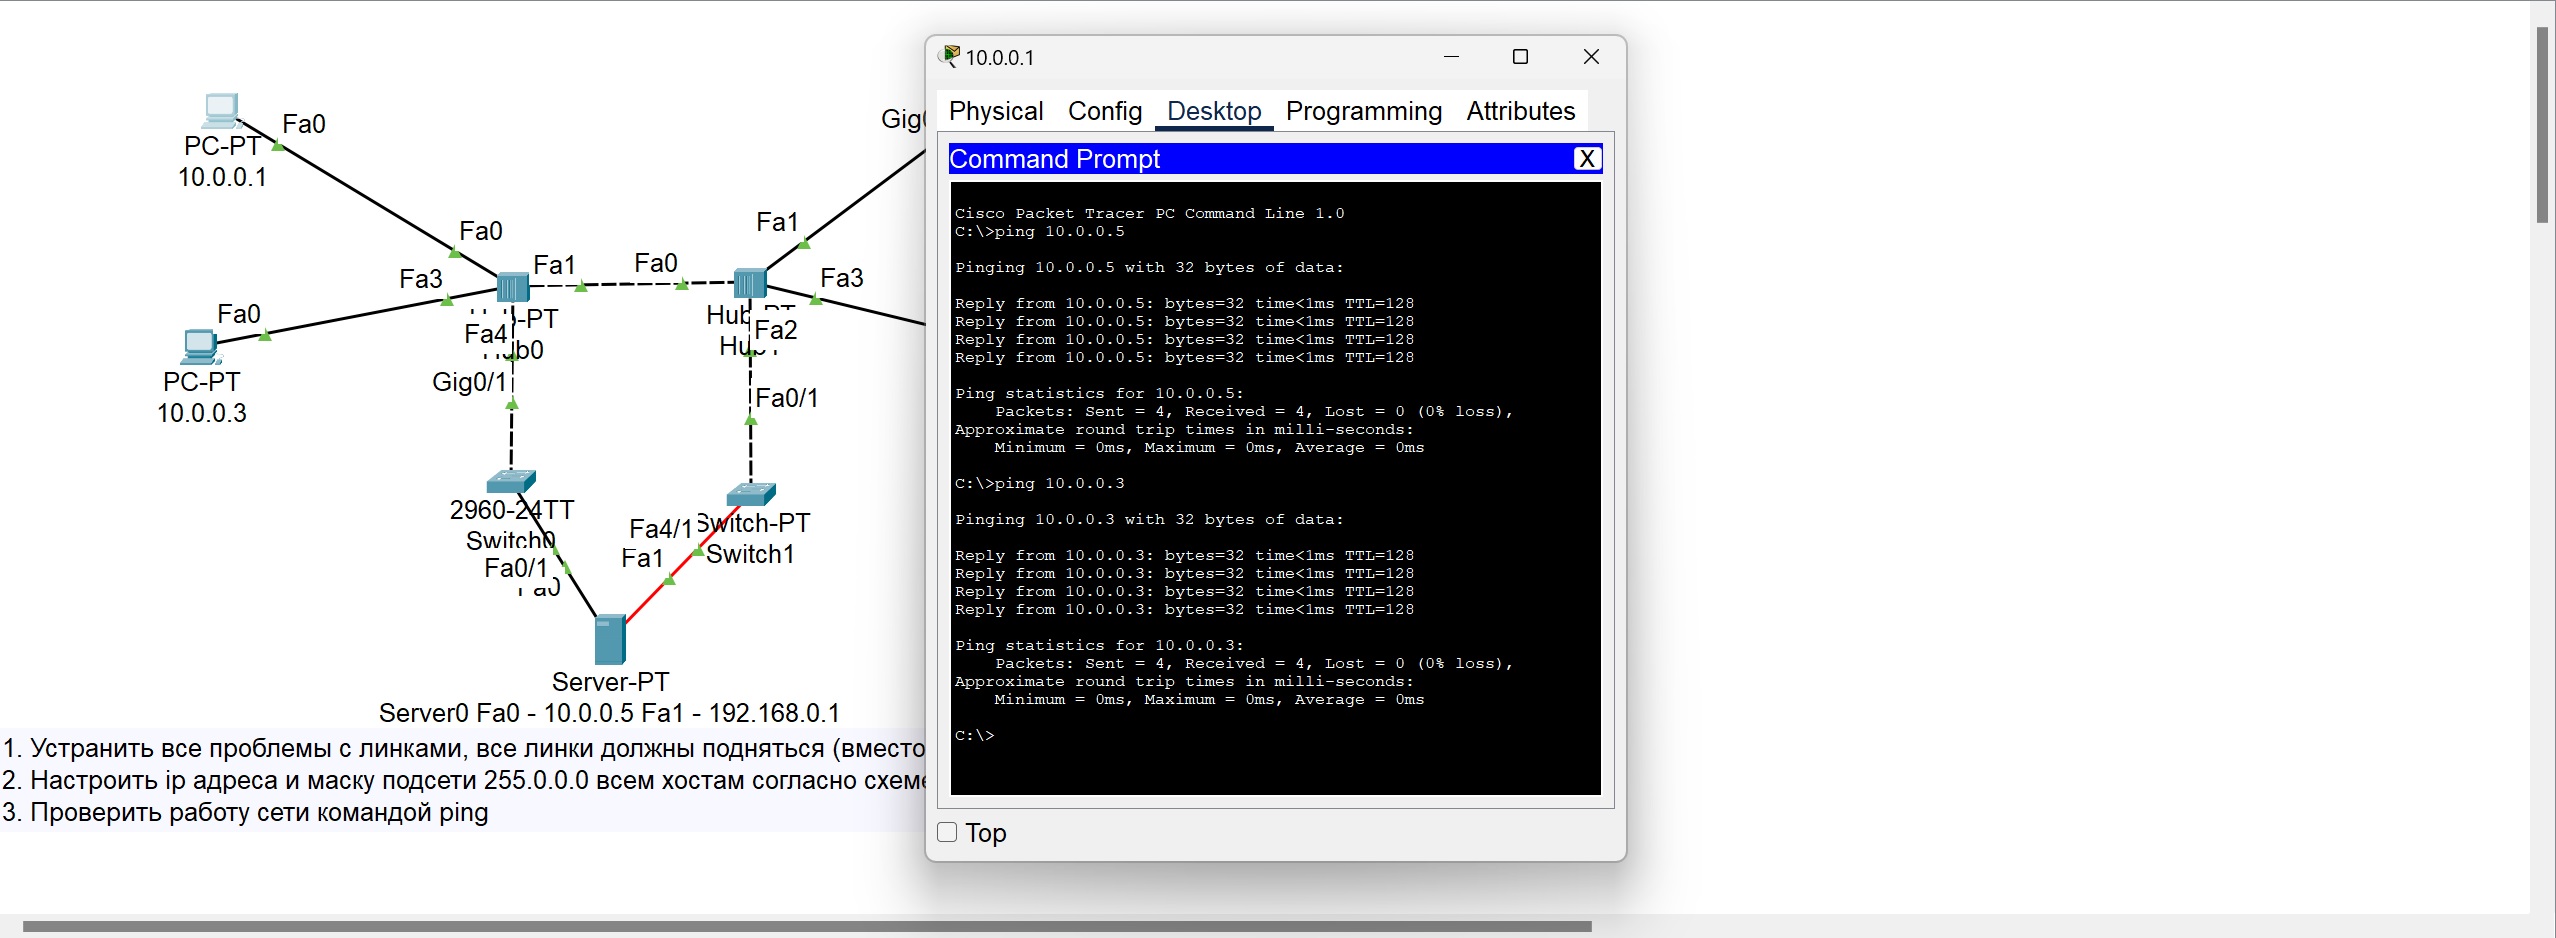 Fa0
PC-PT
10.0.0.1
Fa0
Fa3
Fa1
Fa0
Fa1
Fa3
Fa0
PC-PT
10.0.0.3
Fa4
Gig0/1
Fa2
Fa0/1
2960-24TT
Switch0
Fa0/1
Fa0
Fa4/1
Fa1
Switch-PT
Switch1
Server-PT
Server0 Fa0 - 10.0.0.5 Fa1 - 192.168.0.1
1. Устранить все проблемы с линками, все линки должны подняться (вместо
2. Настроить ip адреса и маску подсети 255.0.0.0 всем хостам согласно
3. Проверить работу сети командой ping
10.0.0.1
Physical Config Desktop Programming Attributes
Command Prompt X
Cisco Packet Tracer PC Command Line 1.0
C:\>ping 10.0.0.5
Pinging 10.0.0.5 with 32 bytes of data:
Reply from 10.0.0.5: bytes=32 time<1ms TTL=128
Reply from 10.0.0.5: bytes=32 time<1ms TTL=128
Reply from 10.0.0.5: bytes=32 time<1ms TTL=128
Reply from 10.0.0.5: bytes=32 time<1ms TTL=128
Ping statistics for 10.0.0.5:
Packets: Sent = 4, Received = 4, Lost = 0 (0% loss),
Approximate round trip times in milli-seconds:
Minimum = 0ms, Maximum = 0ms, Average = 0ms
C:\>ping 10.0.0.3
Pinging 10.0.0.3 with 32 bytes of data:
Reply from 10.0.0.3: bytes=32 time<1ms TTL=128
Reply from 10.0.0.3: bytes=32 time<1ms TTL=128
Reply from 10.0.0.3: bytes=32 time<1ms TTL=128
Reply from 10.0.0.3: bytes=32 time<1ms TTL=128
Ping statistics for 10.0.0.3:
Packets: Sent = 4, Received = 4, Lost = 0 (0% loss),
Approximate round trip times in milli-seconds:
Minimum = 0ms, Maximum = 0ms, Average = 0ms
C:\>
Top